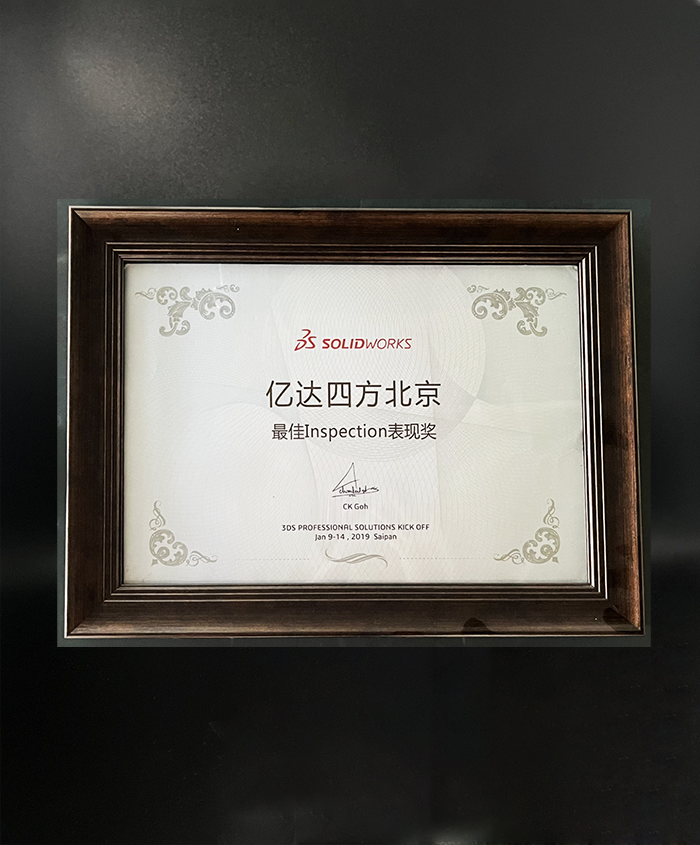 3DS SOLIDWORKS
亿达四方北京
最佳Inspection表现奖
CK Goh
3DS PROFESSIONAL SOLUTIONS KICK OFF
Jan 9-14 , 2019 Saipan